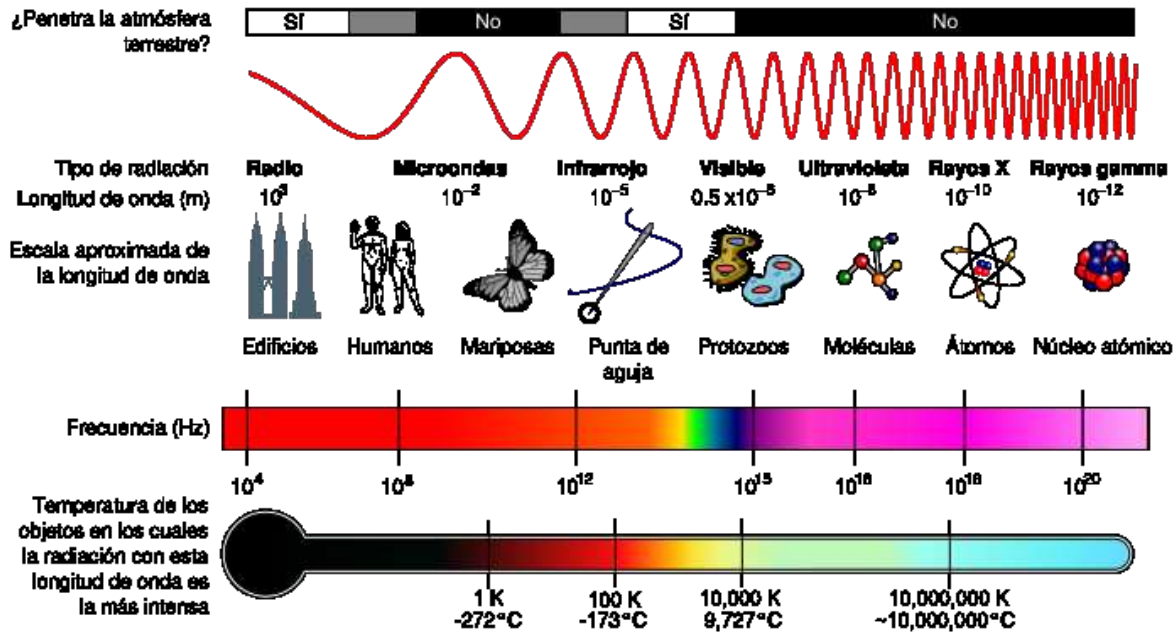 ¿Penetra la atmósfera
terrestre?
Sí No Sí No
Tipo de radiación Radio Microondas Infrarrojo Visible Ultravioleta Rayos X Rayos gamma
Longitud de onda (m) 10³ 10⁻² 10⁻⁵ 0.5 x10⁻⁶ 10⁻⁸ 10⁻¹⁰ 10⁻¹²
Escala aproximada de
la longitud de onda
Edificios Humanos Mariposas Punta de aguja Protozoos Moléculas Átomos Núcleo atómico
Frecuencia (Hz)
10⁴ 10⁸ 10¹² 10¹⁵ 10¹⁶ 10¹⁸ 10²⁰
Temperatura de los
objetos en los cuales
la radiación con esta
longitud de onda es
la más intensa
1 K 100 K 10,000 K 10,000,000 K
-272°C -173°C 9,727°C ~10,000,000°C